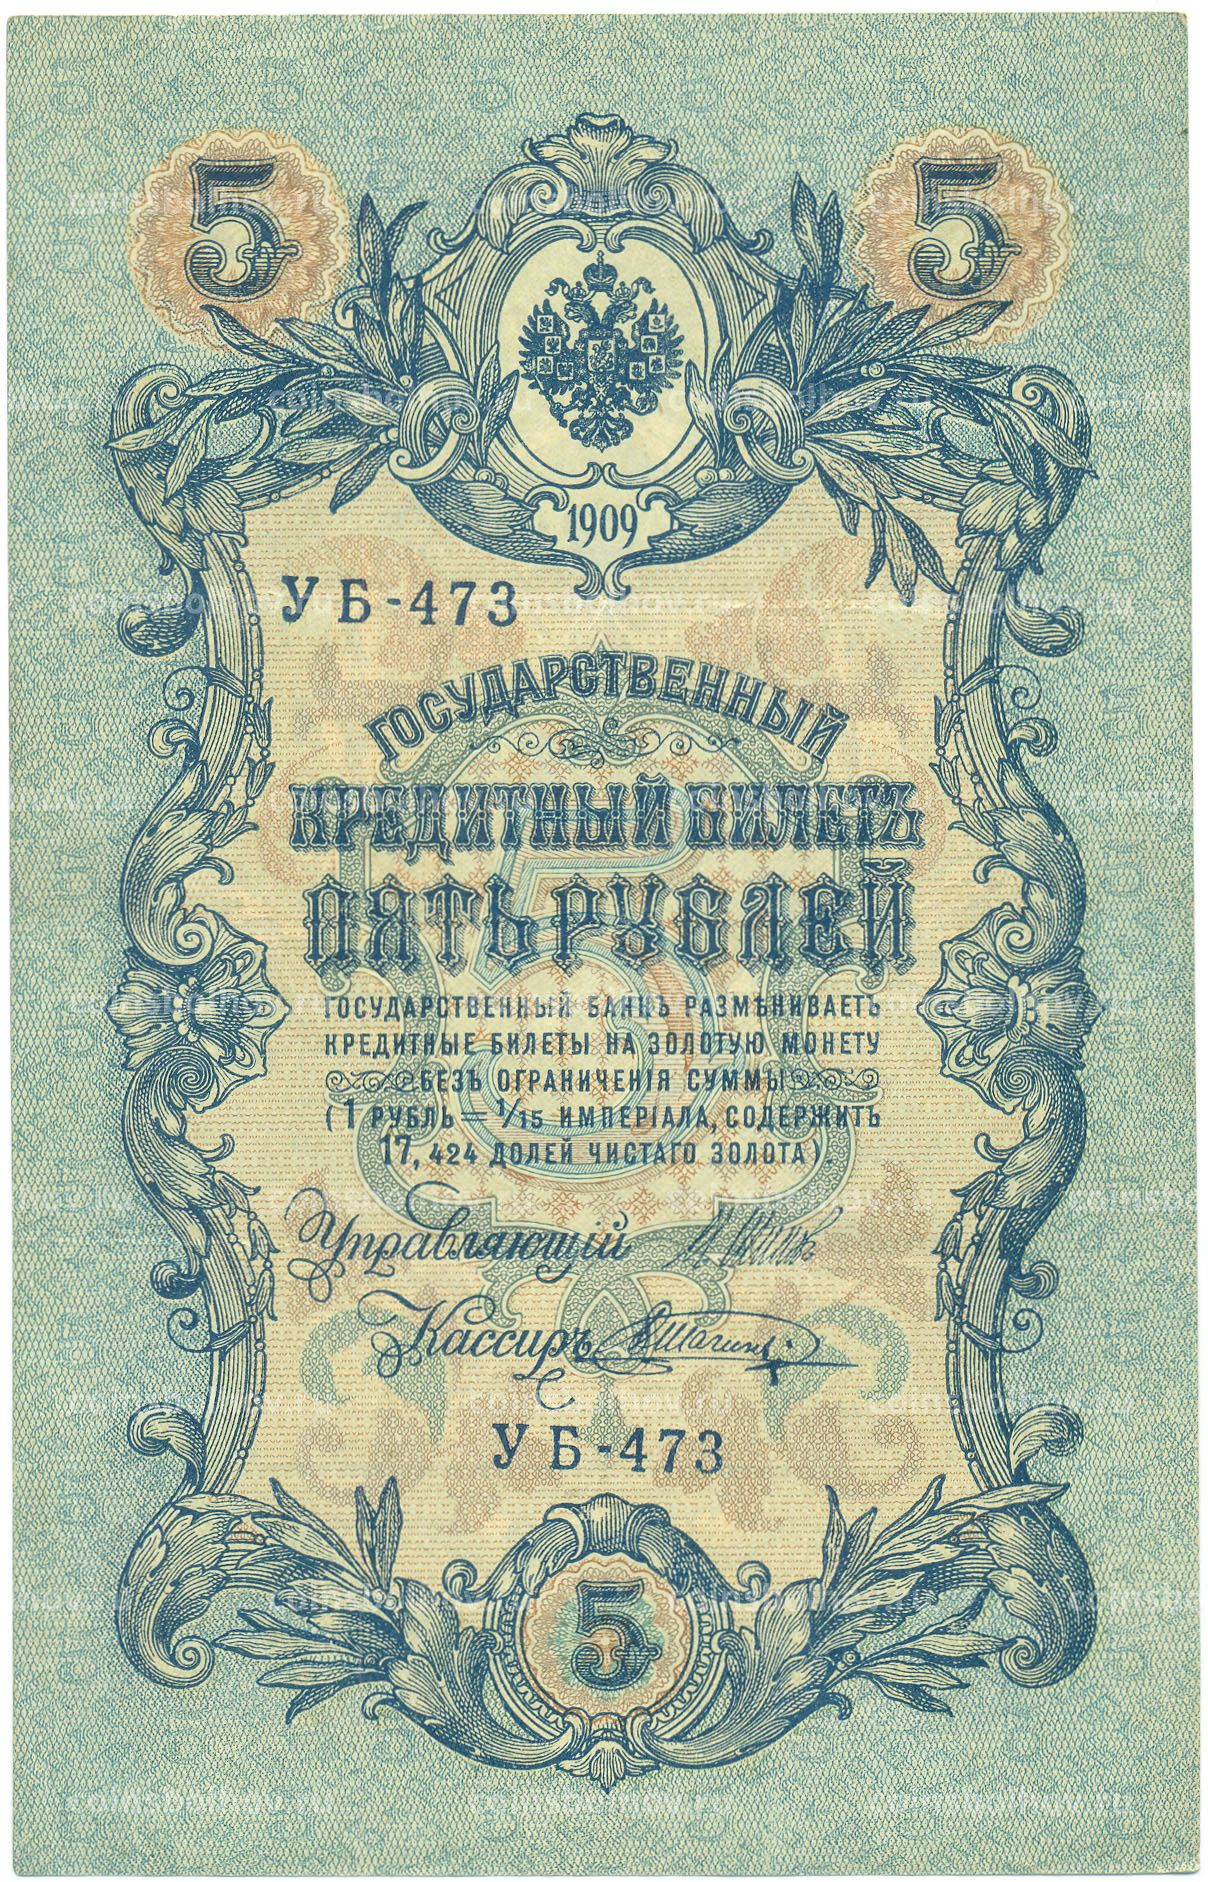 5 5
1909
УБ-473
ГОСУДАРСТВЕННЫЙ
КРЕДИТНЫЙ БИЛЕТЪ
ПЯТЬ РУБЛЕЙ
ГОСУДАРСТВЕННЫЙ БАНКЪ РАЗМѢНИВАЕТЪ
КРЕДИТНЫЕ БИЛЕТЫ НА ЗОЛОТУЮ МОНЕТУ
БЕЗЪ ОГРАНИЧЕНІЯ СУММЫ
(1 РУБЛЬ = 1/15 ИМПЕРІАЛА, СОДЕРЖИТЪ
17,424 ДОЛЕЙ ЧИСТАГО ЗОЛОТА).
Управляющій
Кассиръ
УБ-473
5